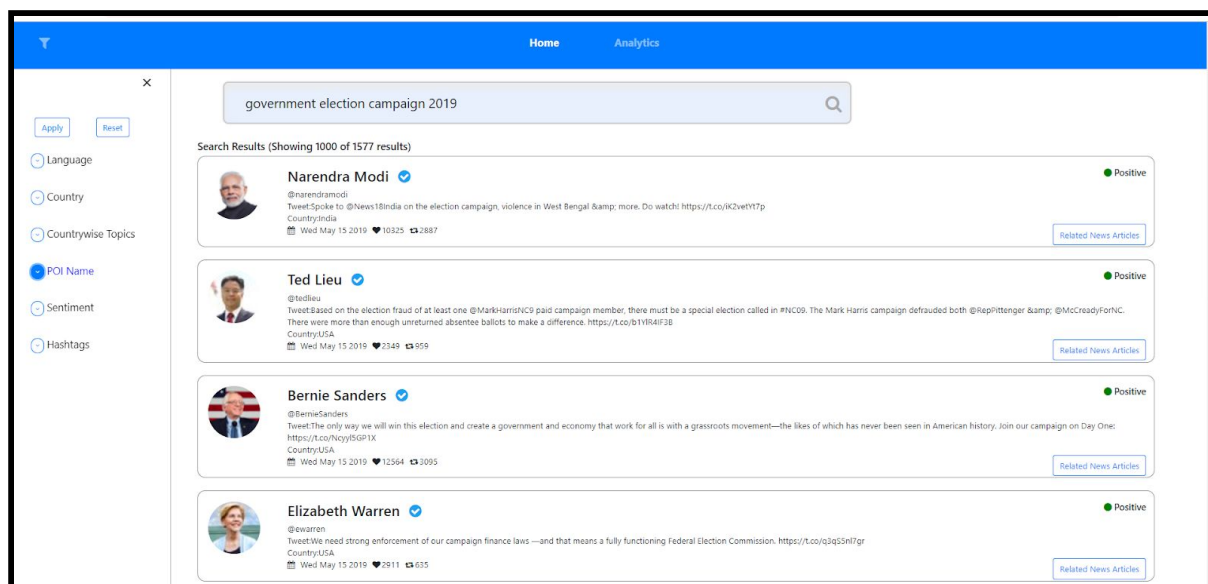 Home Analytics
government election campaign 2019
Apply Reset
Language
Country
Countrywise Topics
POI Name
Sentiment
Hashtags
Search Results (Showing 1000 of 1577 results)
Narendra Modi
Positive
@narendramodi
Tweet:Spoke to @News18India on the election campaign, violence in West Bengal &amp; more. Do watch! https://t.co/iK2vetYt7p
Country:India
Wed May 15 2019 10325 2887
Related News Articles
Ted Lieu
Positive
@tedlieu
Tweet:Based on the election fraud of at least one @MarkHarrisNC9 paid campaign member, there must be a special election called in #NC09. The Mark Harris campaign defrauded both @RepPittenger &amp; @McCreadyForNC.
There were more than enough unreturned absentee ballots to make a difference. https://t.co/b1YlR4lF3B
Country:USA
Wed May 15 2019 2349 959
Related News Articles
Bernie Sanders
Positive
@BernieSanders
Tweet:The only way we will win this election and create a government and economy that work for all is with a grassroots movement—the likes of which has never been seen in American history. Join our campaign on Day One:
https://t.co/Ncyyl5GP1X
Country:USA
Wed May 15 2019 12564 3095
Related News Articles
Elizabeth Warren
Positive
@ewarren
Tweet:We need strong enforcement of our campaign finance laws —and that means a fully functioning Federal Election Commission. https://t.co/q3qS5nl7gr
Country:USA
Wed May 15 2019 2911 635
Related News Articles